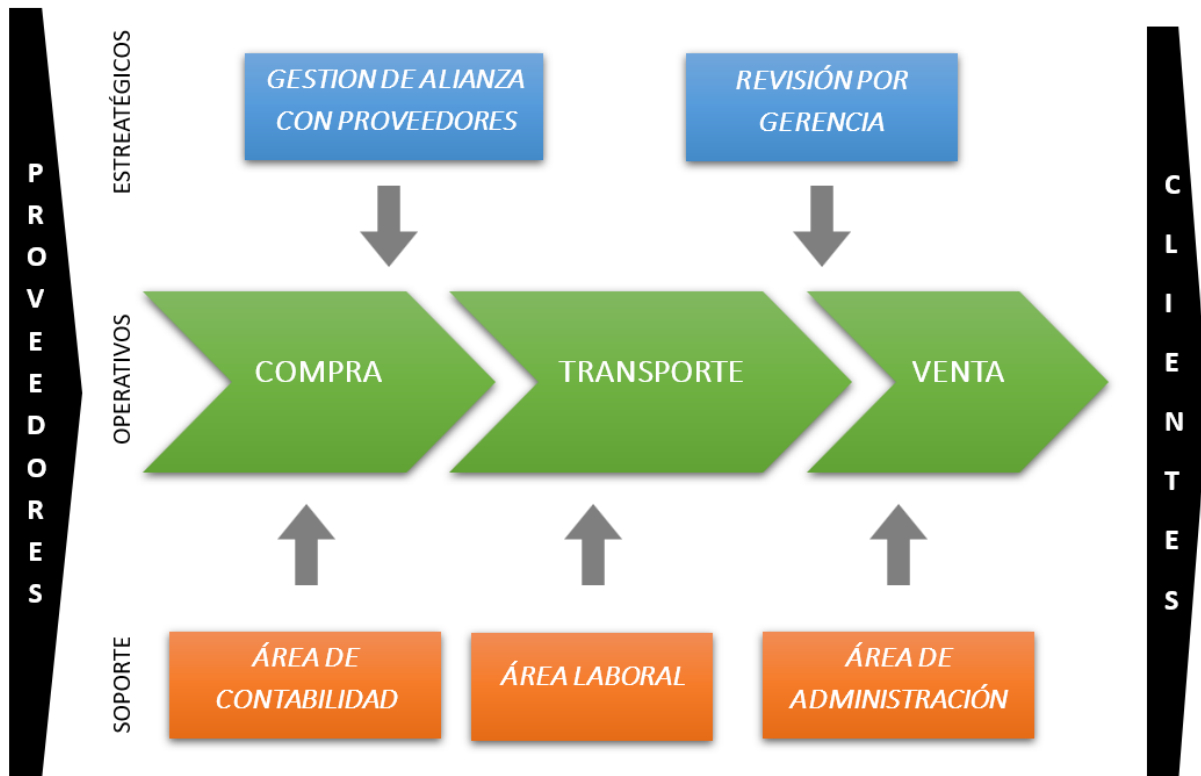 PROVEEDORES
ESTREATÉGICOS
GESTION DE ALIANZA
CON PROVEEDORES
REVISIÓN POR
GERENCIA
OPERATIVOS
COMPRA
TRANSPORTE
VENTA
SOPORTE
ÁREA DE
CONTABILIDAD
ÁREA LABORAL
ÁREA DE
ADMINISTRACIÓN
CLIENTES